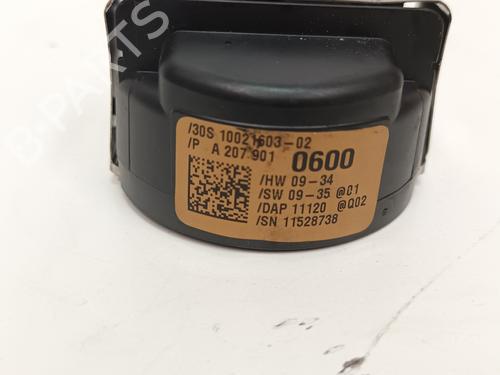 B-PARTS
/30S 10021603-02
/P A 207 901 0600
/HW 09-34
/SW 09-35 @01
/DAP 11120 @Q02
/SN 11528738